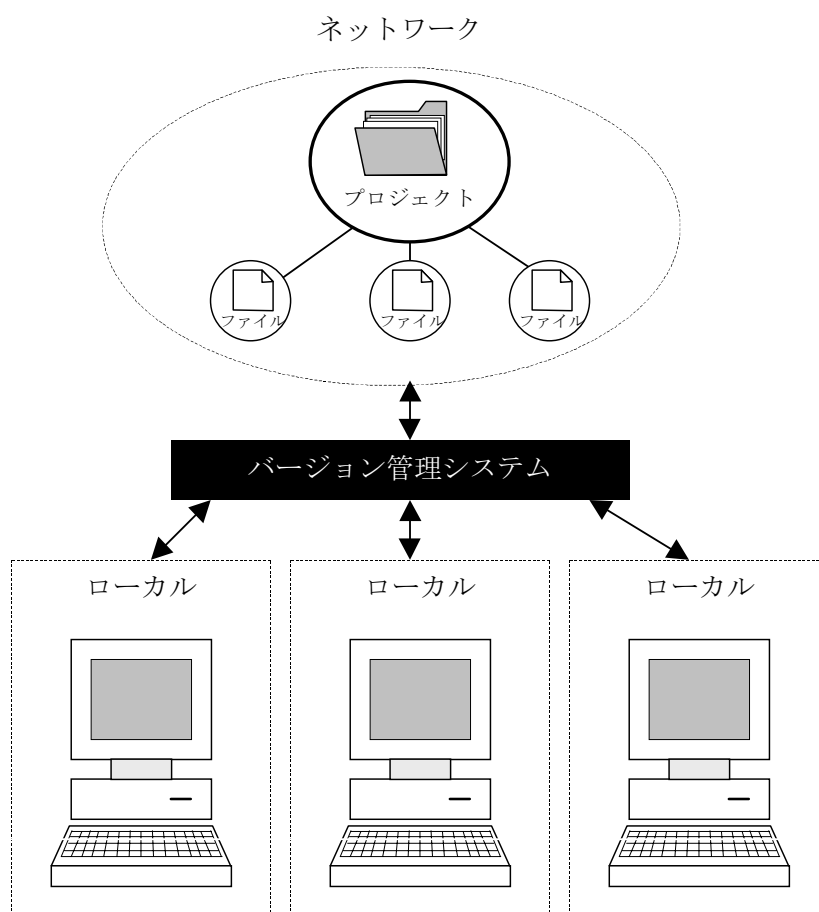 ネットワーク
プロジェクト
ファイル
ファイル
ファイル
バージョン管理システム
ローカル
ローカル
ローカル